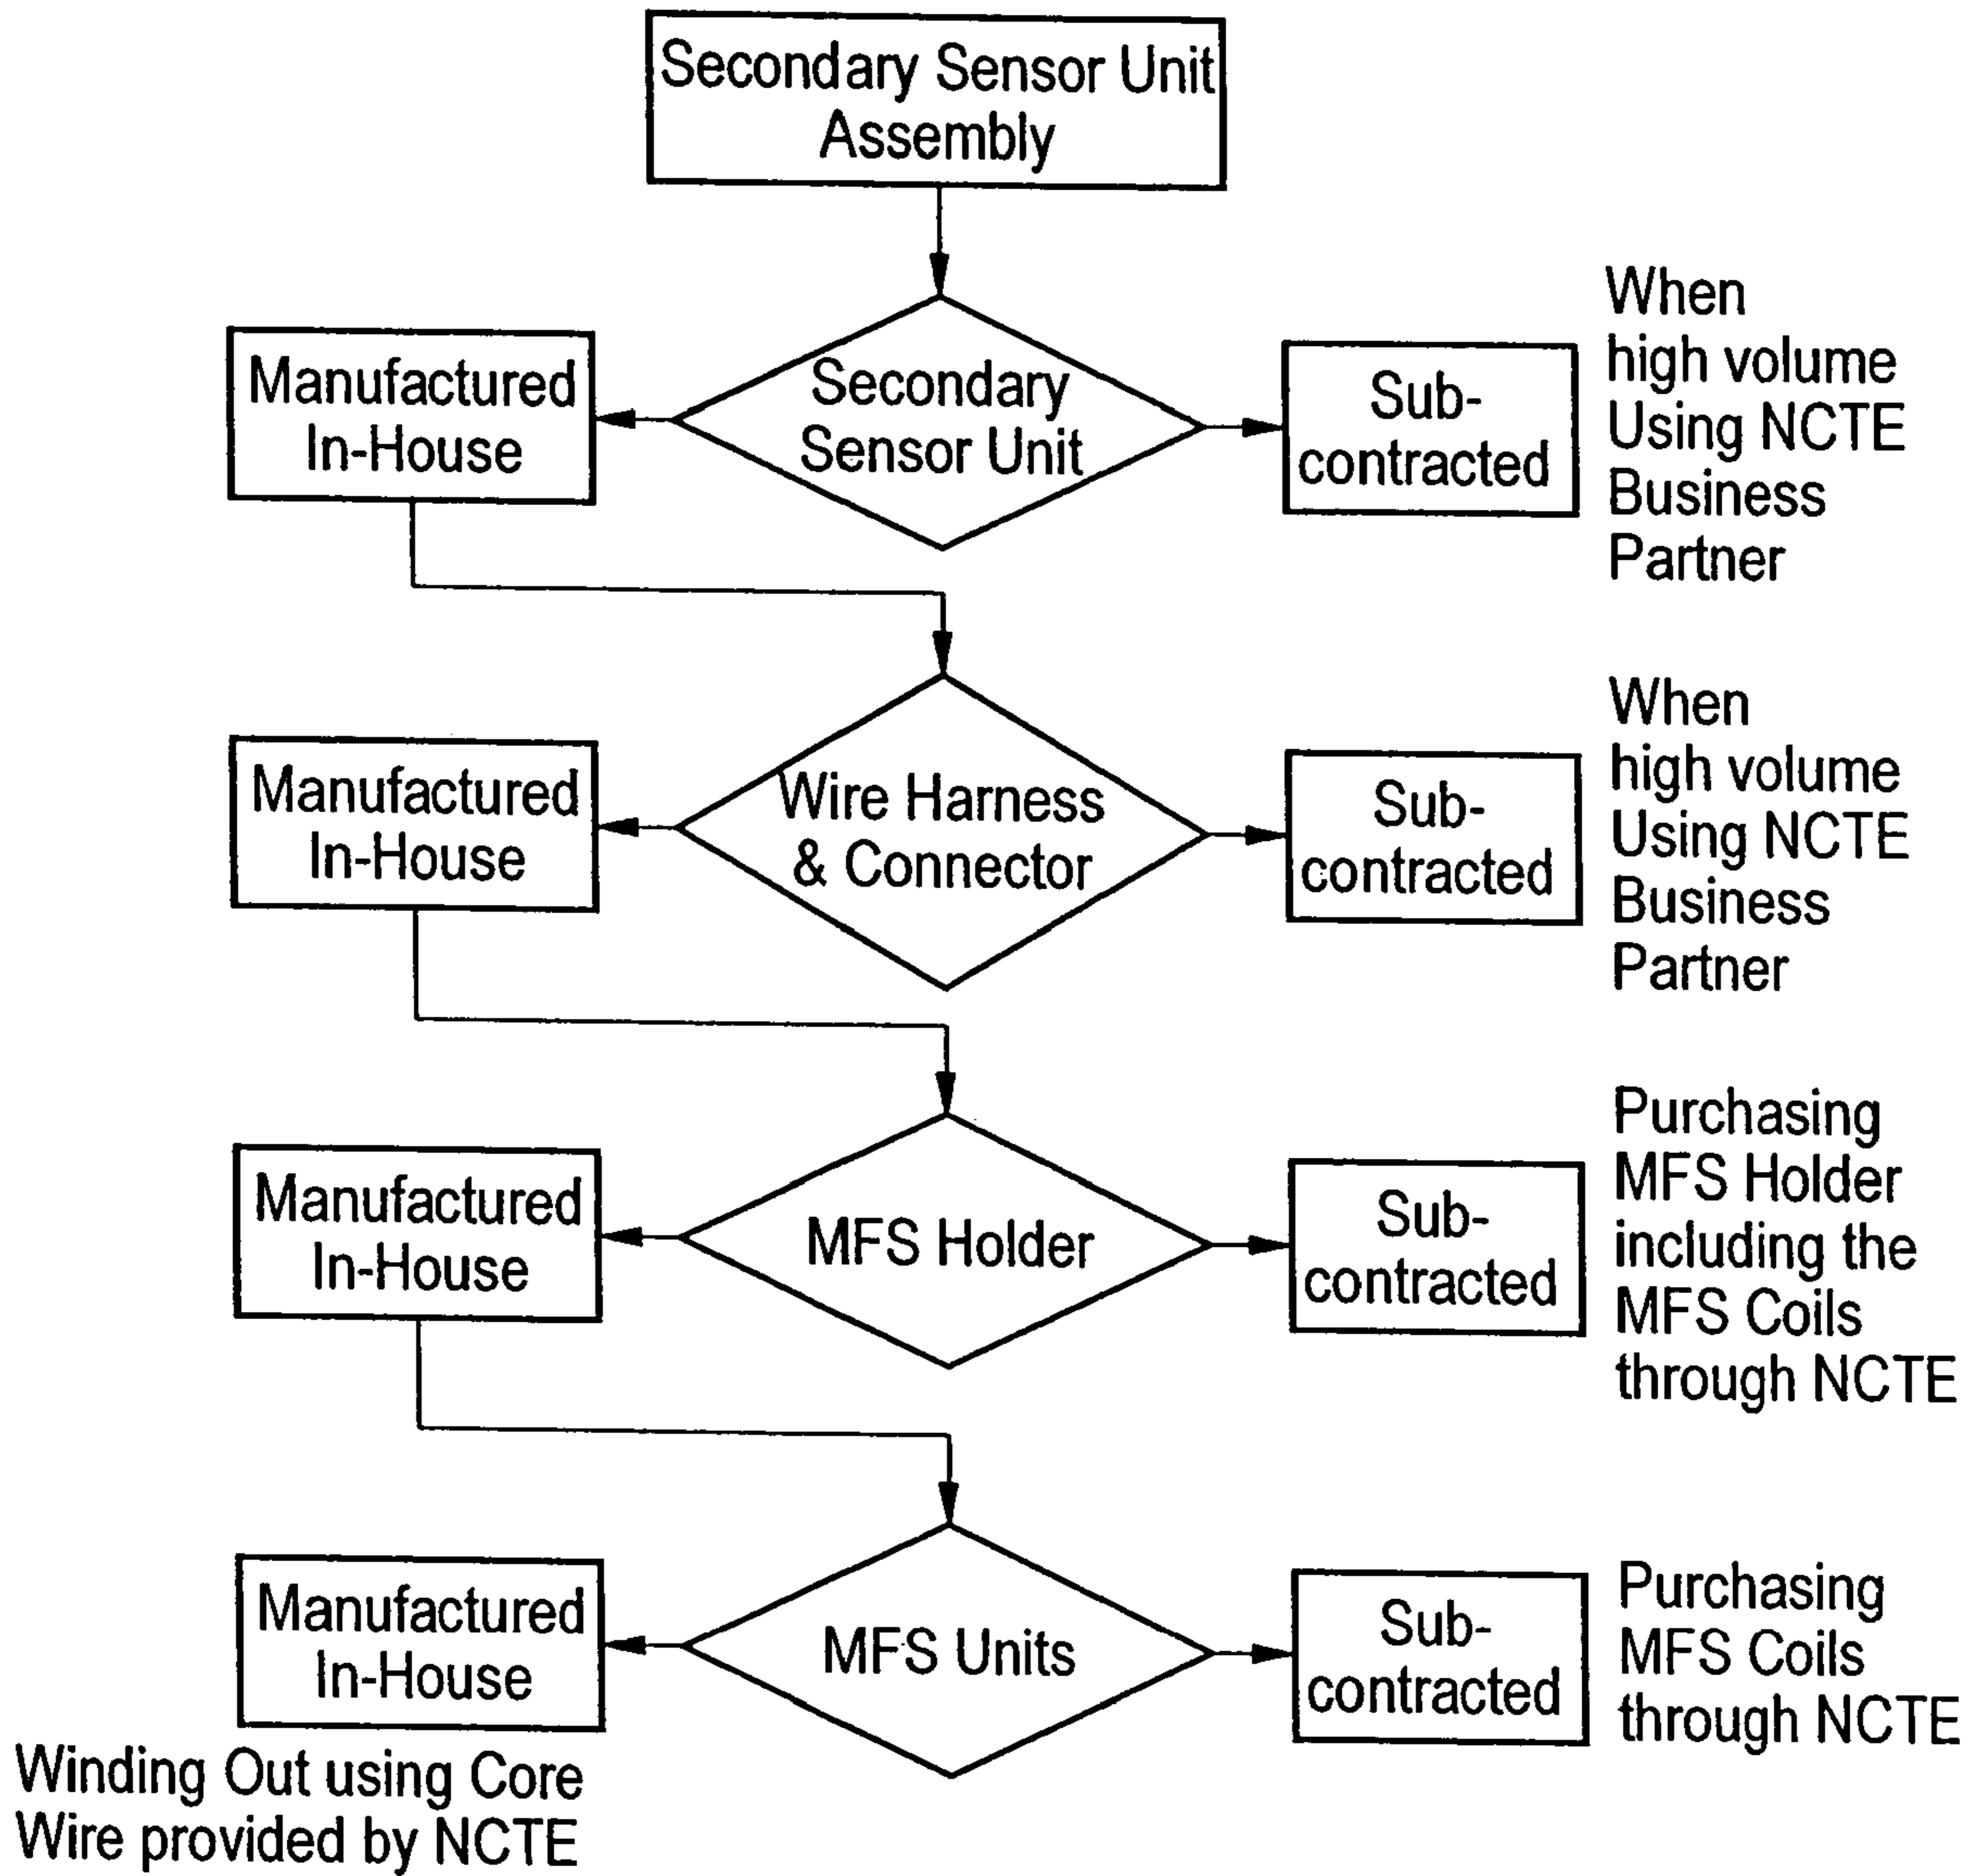 Secondary Sensor Unit
Assembly
Manufactured
In-House
Secondary
Sensor Unit
Sub-
contracted
When
high volume
Using NCTE
Business
Partner
Manufactured
In-House
Wire Harness
& Connector
Sub-
contracted
When
high volume
Using NCTE
Business
Partner
Manufactured
In-House
MFS Holder
Sub-
contracted
Purchasing
MFS Holder
including the
MFS Coils
through NCTE
Manufactured
In-House
MFS Units
Sub-
contracted
Purchasing
MFS Coils
through NCTE
Winding Out using Core
Wire provided by NCTE